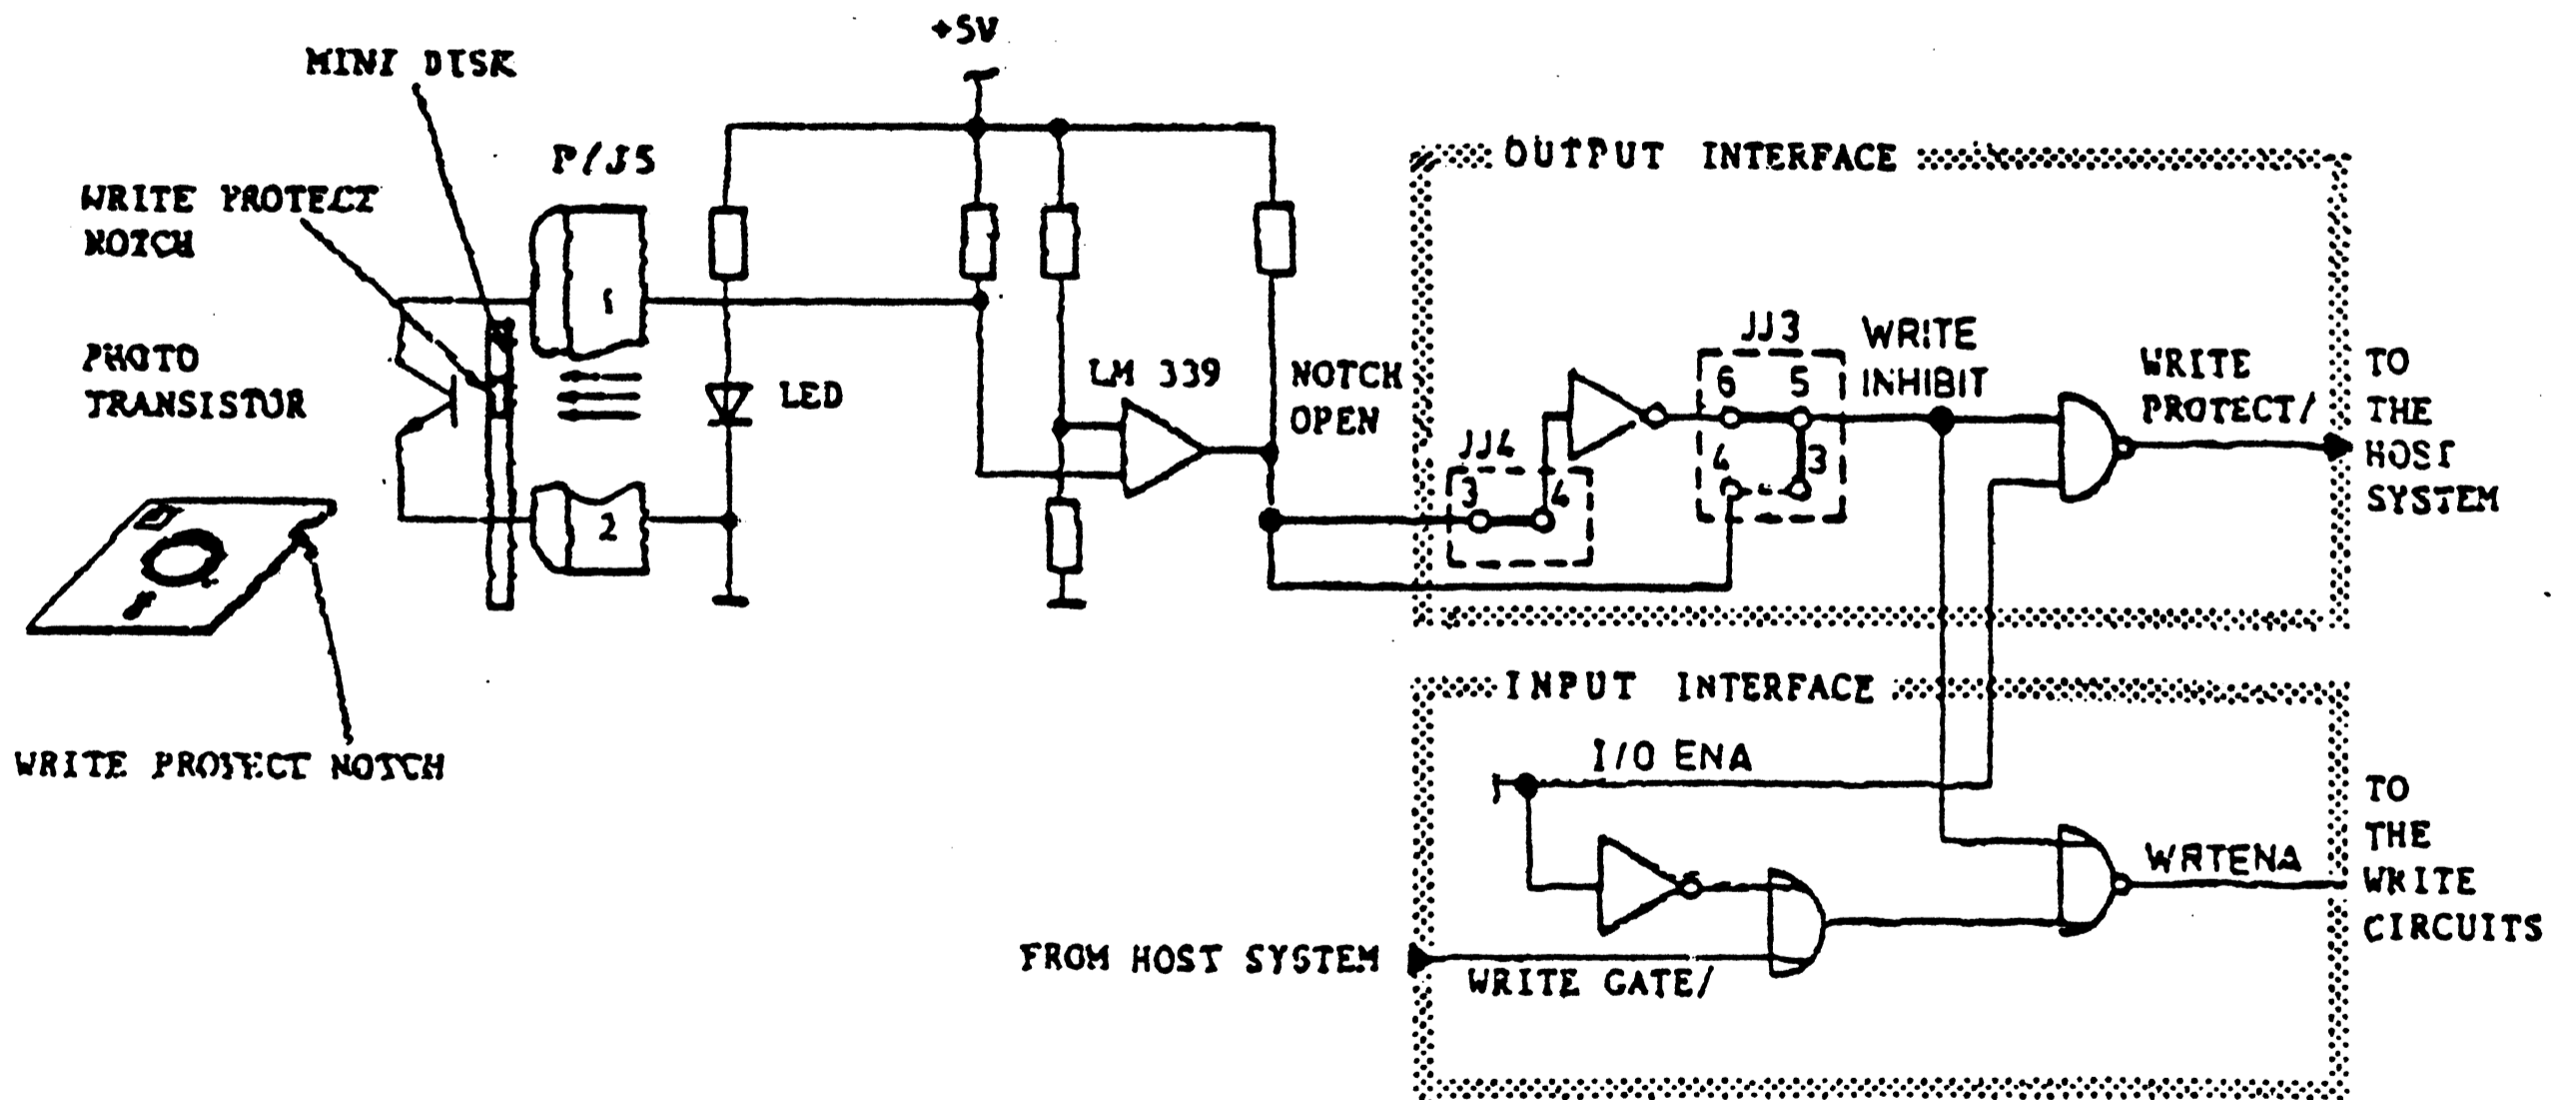 +5V
MINI DISK
P/J5
WRITE PROTECT
NOTCH
1
PHOTO
TRANSISTOR
LED
LM 339
NOTCH
OPEN
2
WRITE PROTECT NOTCH
OUTPUT INTERFACE
JJ3
6 5
4 3
JJ4
3 4
WRITE
INHIBIT
WRITE
PROTECT/
TO
THE
HOST
SYSTEM
INPUT INTERFACE
I/O ENA
WRTENA
TO
THE
WRITE
CIRCUITS
FROM HOST SYSTEM
WRITE GATE/